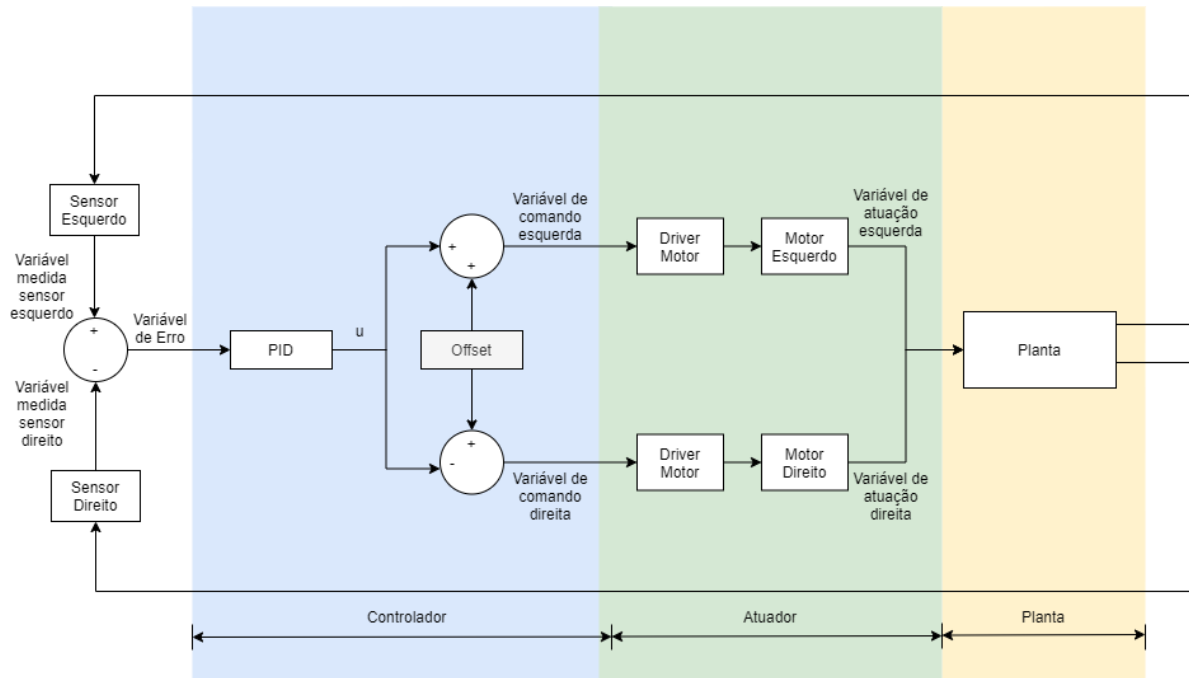 Sensor
Esquerdo
Variável
medida
sensor
esquerdo
+
-
Variável
de Erro
Variável
medida
sensor
direito
Sensor
Direito
PID
u
+
+
Offset
+
-
Variável de
comando
esquerda
Variável de
comando
direita
Driver
Motor
Motor
Esquerdo
Variável de
atuação
esquerda
Driver
Motor
Motor
Direito
Variável de
atuação
direita
Planta
Controlador
Atuador
Planta